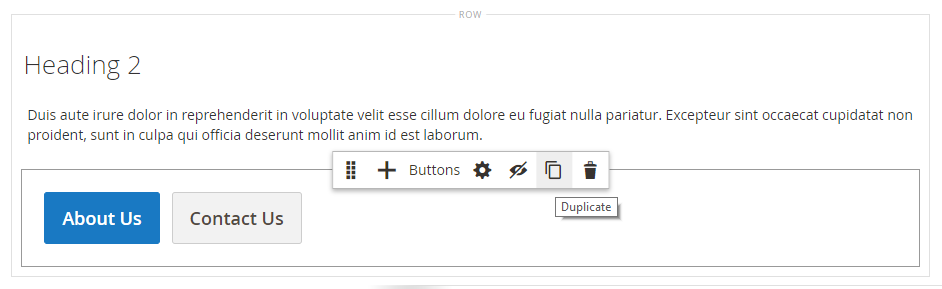 ROW
Heading 2
Duis aute irure dolor in reprehenderit in voluptate velit esse cillum dolore eu fugiat nulla pariatur. Excepteur sint occaecat cupidatat non
proident, sunt in culpa qui officia deserunt mollit anim id est laborum.
Buttons
Duplicate
About Us
Contact Us